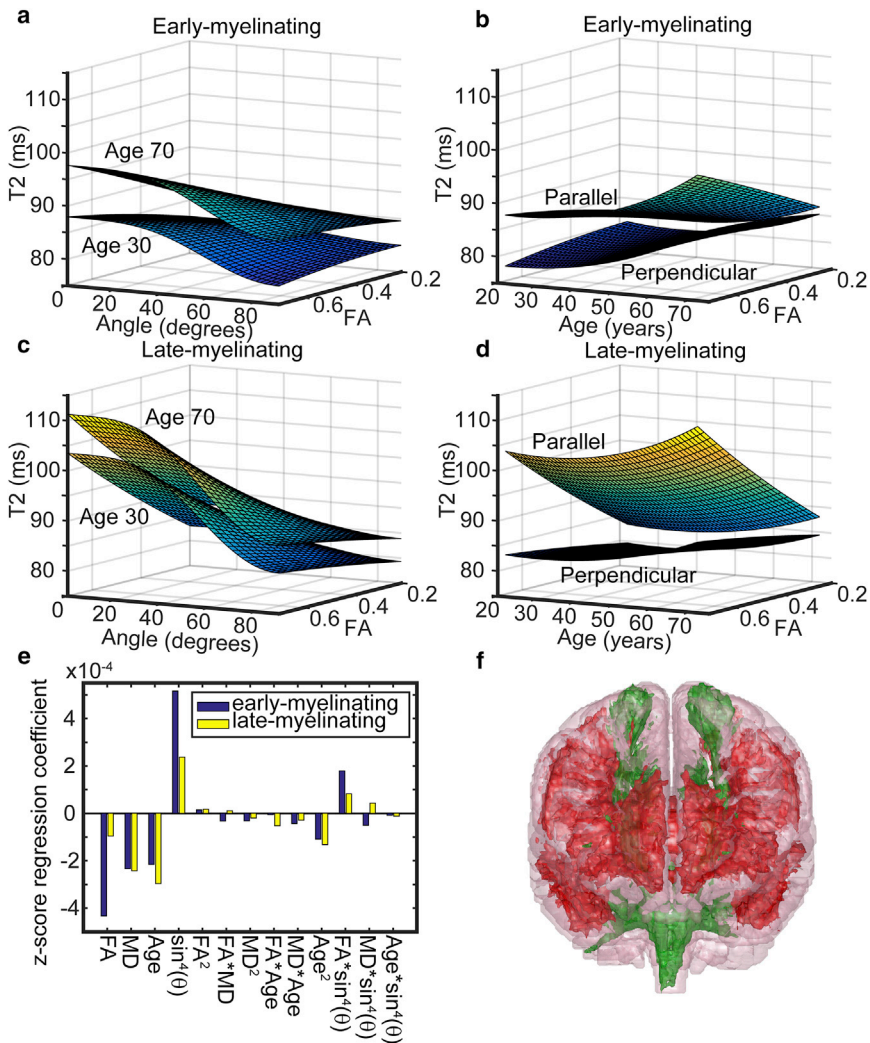 a
Early-myelinating
T2 (ms)
110
100
90
80
Age 70
Age 30
0
20
40
60
80
Angle (degrees)
0.6
0.4
0.2
FA
b
Early-myelinating
T2 (ms)
110
100
90
80
Parallel
Perpendicular
20
30
40
50
60
70
Age (years)
0.6
0.4
0.2
FA
c
Late-myelinating
T2 (ms)
110
100
90
80
Age 70
Age 30
0
20
40
60
80
Angle (degrees)
0.6
0.4
0.2
FA
d
Late-myelinating
T2 (ms)
110
100
90
80
Parallel
Perpendicular
20
30
40
50
60
70
Age (years)
0.6
0.4
0.2
FA
e
x10⁻⁴
z-score regression coefficient
4
2
0
-2
-4
early-myelinating
late-myelinating
FA
MD
Age
sin⁴(θ)
FA²
FA*MD
MD²
FA*Age
MD*Age
Age²
FA*sin⁴(θ)
MD*sin⁴(θ)
Age*sin⁴(θ)
f